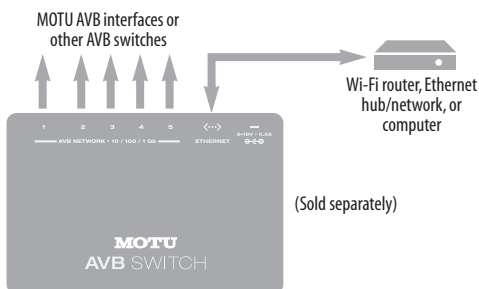 MOTU AVB interfaces or
other AVB switches
Wi-Fi router, Ethernet
hub/network, or
computer
1 2 3 4 5 <···>
AVB NETWORK • 10 / 100 / 1 Gb ETHERNET
(Sold separately)
MOTU
AVB SWITCH